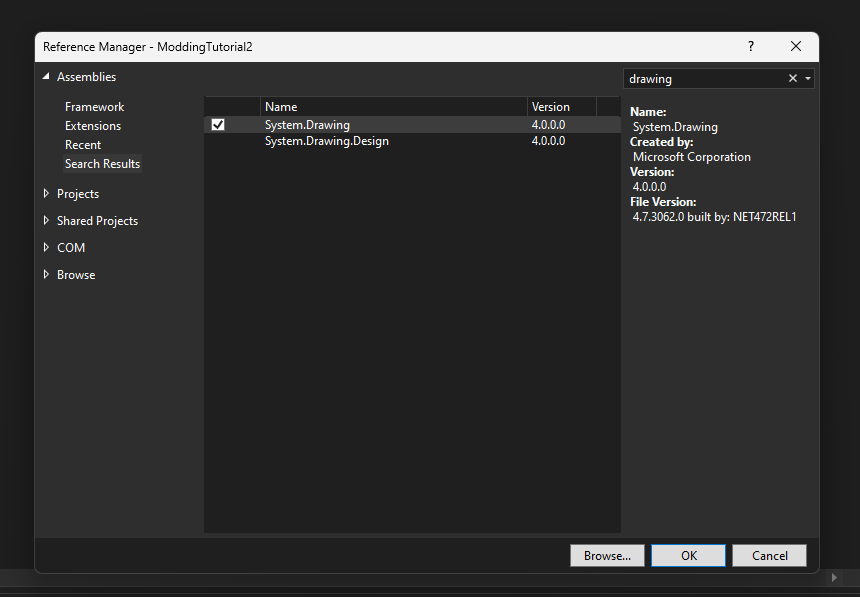 Reference Manager - ModdingTutorial2
?
Assemblies
Framework
Extensions
Recent
Search Results
Projects
Shared Projects
COM
Browse
Name Version
System.Drawing 4.0.0.0
System.Drawing.Design 4.0.0.0
drawing
Name:
System.Drawing
Created by:
Microsoft Corporation
Version:
4.0.0.0
File Version:
4.7.3062.0 built by: NET472REL1
Browse... OK Cancel